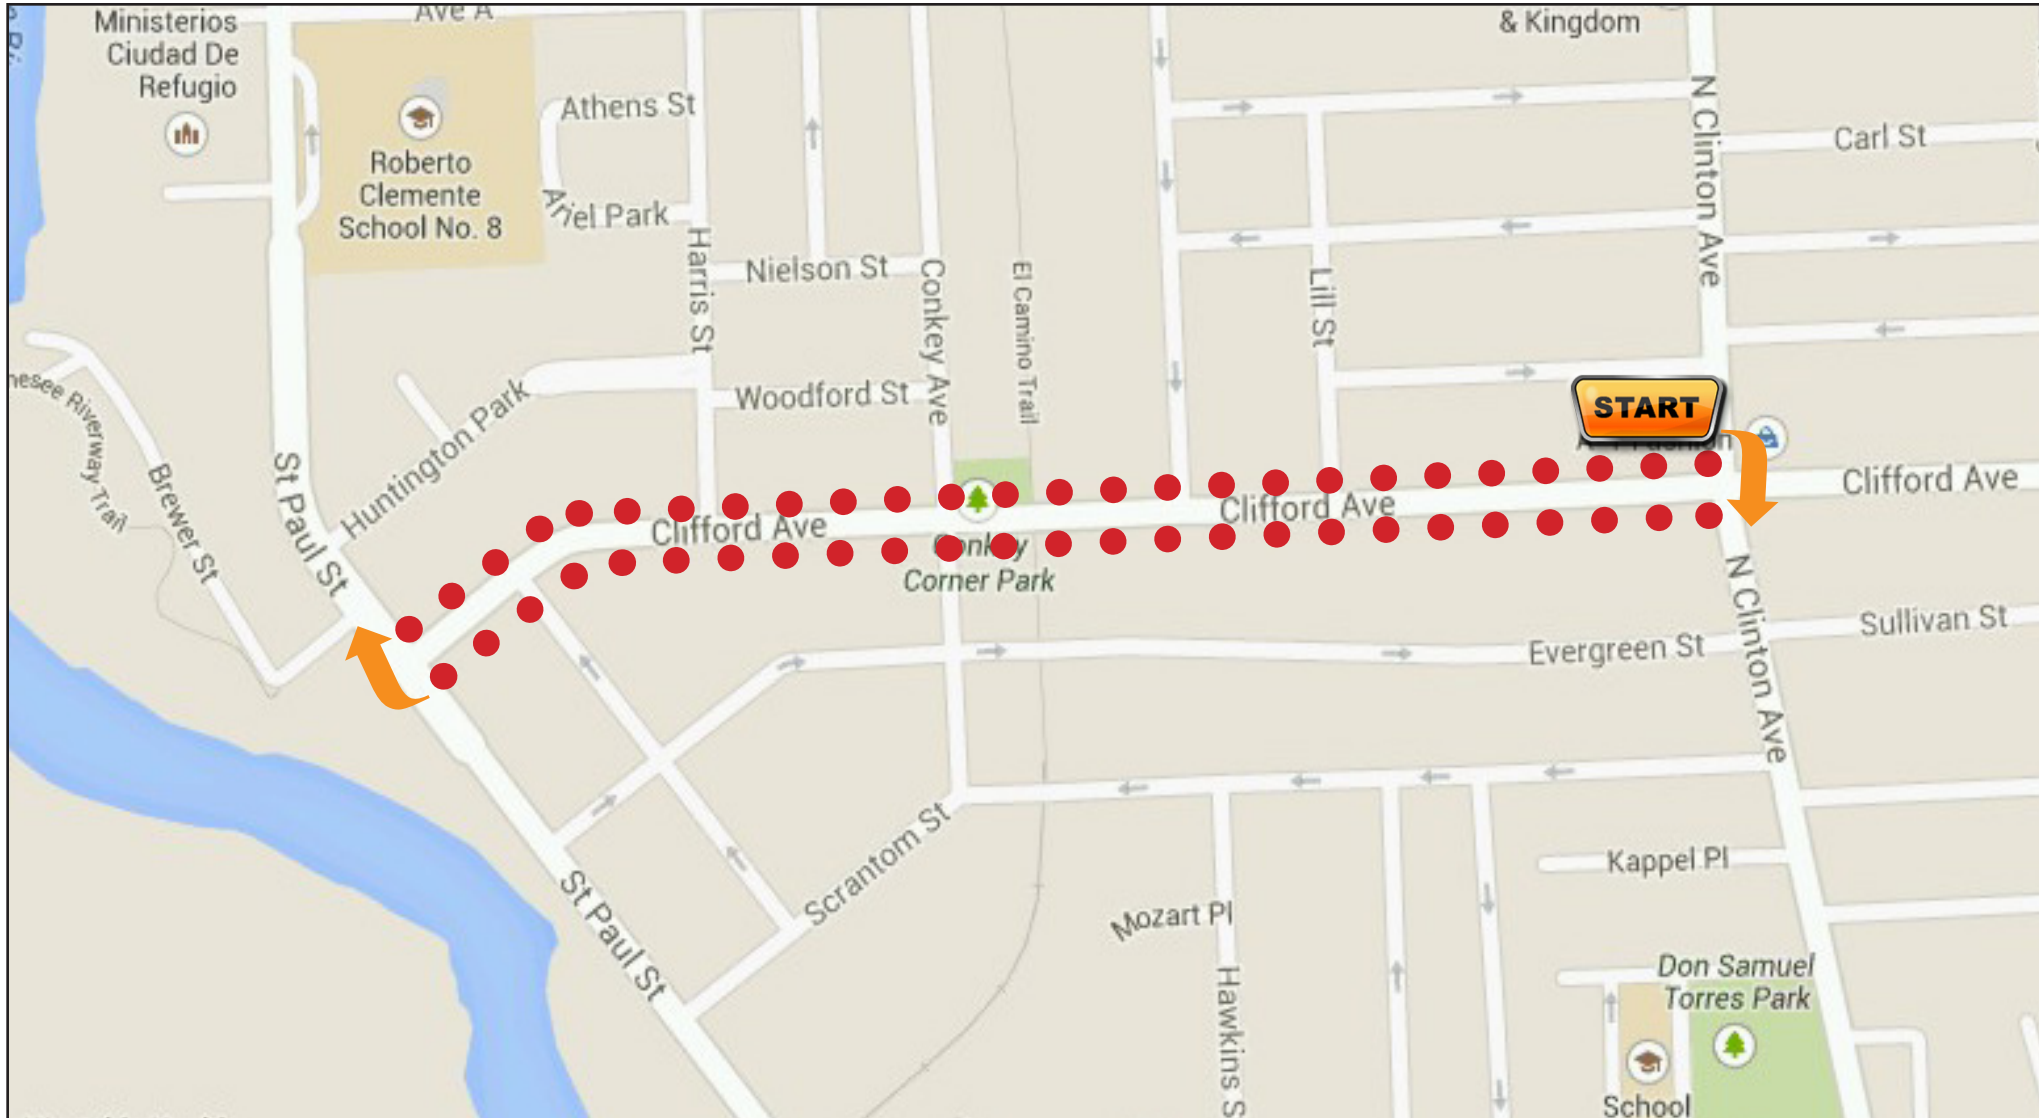 Ministerios
Ciudad De
Refugio
Ave A
& Kingdom
Roberto
Clemente
School No. 8
Athens St
Ariel Park
Harris St
Nielson St
Conkey Ave
El Camino Trail
Lill St
N Clinton Ave
Carl St
Woodford St
Huntington Park
St Paul St
Brewer St
Riverway Trail
START
Clifford Ave
Clifford Ave
Clifford Ave
Conkey
Corner Park
N Clinton Ave
Evergreen St
Sullivan St
Scrantom St
St Paul St
Mozart Pl
Hawkins S
Kappel Pl
Don Samuel
Torres Park
School